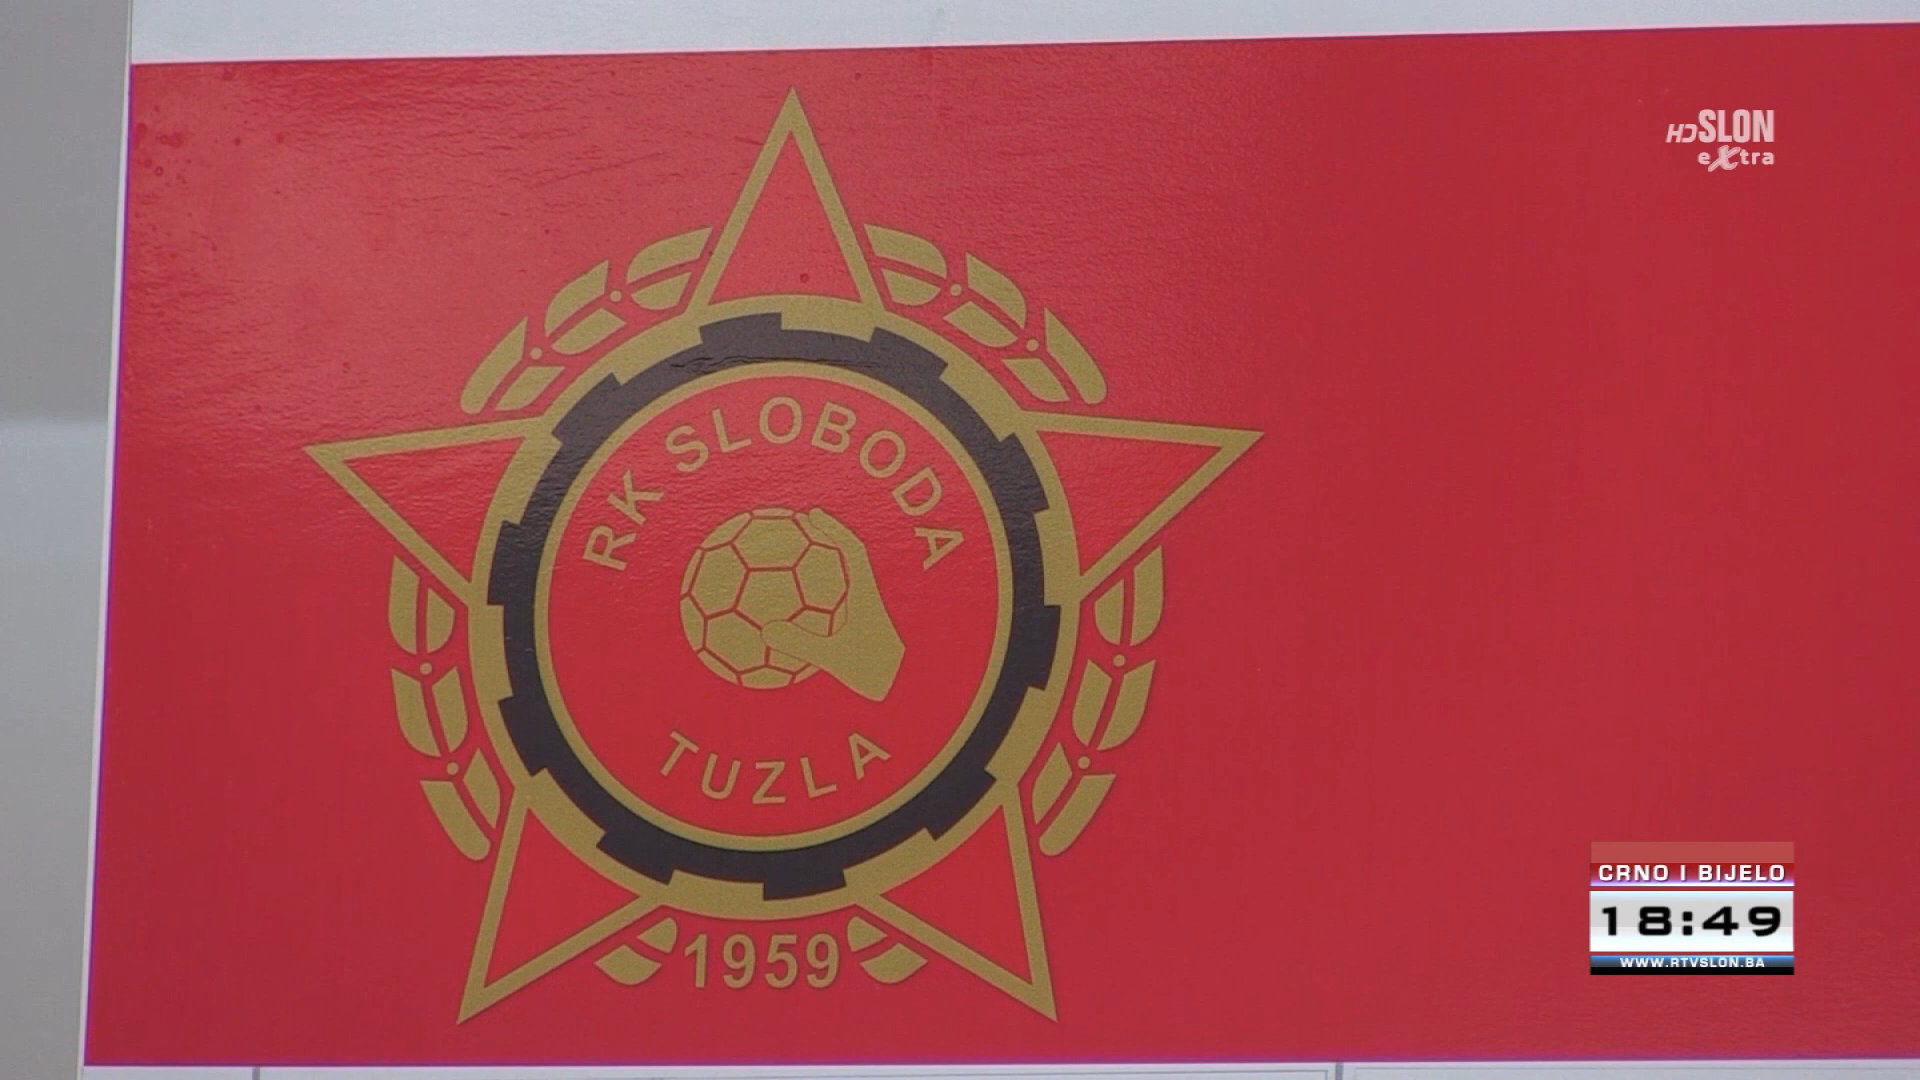 HD SLON
eXtra
RK SLOBODA
TUZLA
1959
CRNO I BIJELO
18:49
WWW.RTVSLON.BA